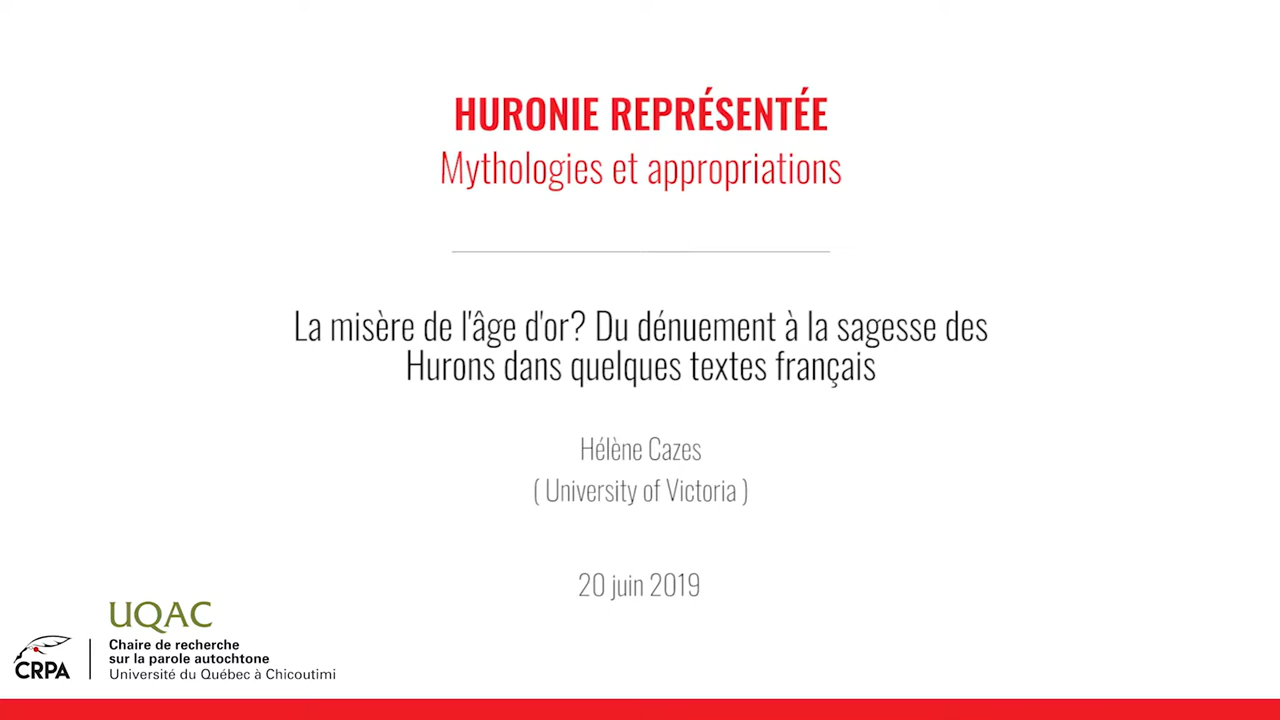 HURONIE REPRÉSENTÉE
Mythologies et appropriations
La misère de l'âge d'or? Du dénuement à la sagesse des
Hurons dans quelques textes français
Hélène Cazes
( University of Victoria )
20 juin 2019
UQAC
Chaire de recherche
sur la parole autochtone
Université du Québec à Chicoutimi
CRPA